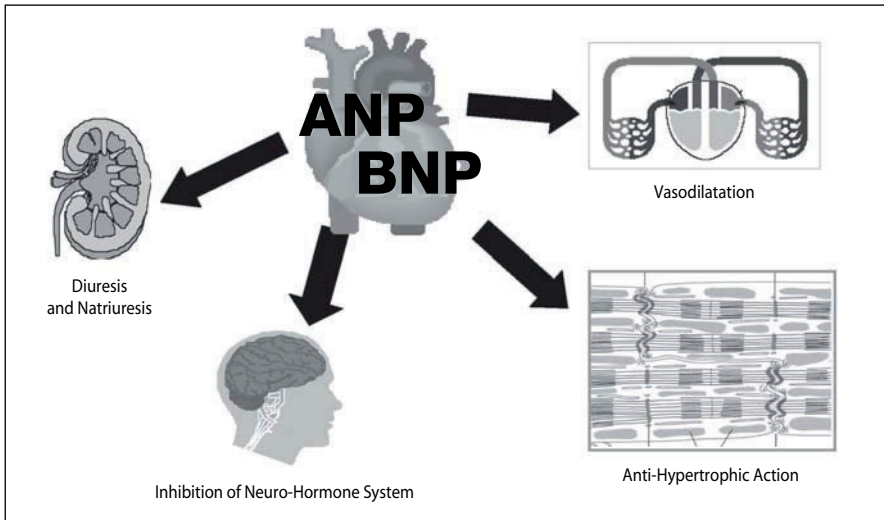 ANP
BNP
Vasodilatation
Diuresis
and Natriuresis
Inhibition of Neuro-Hormone System
Anti-Hypertrophic Action